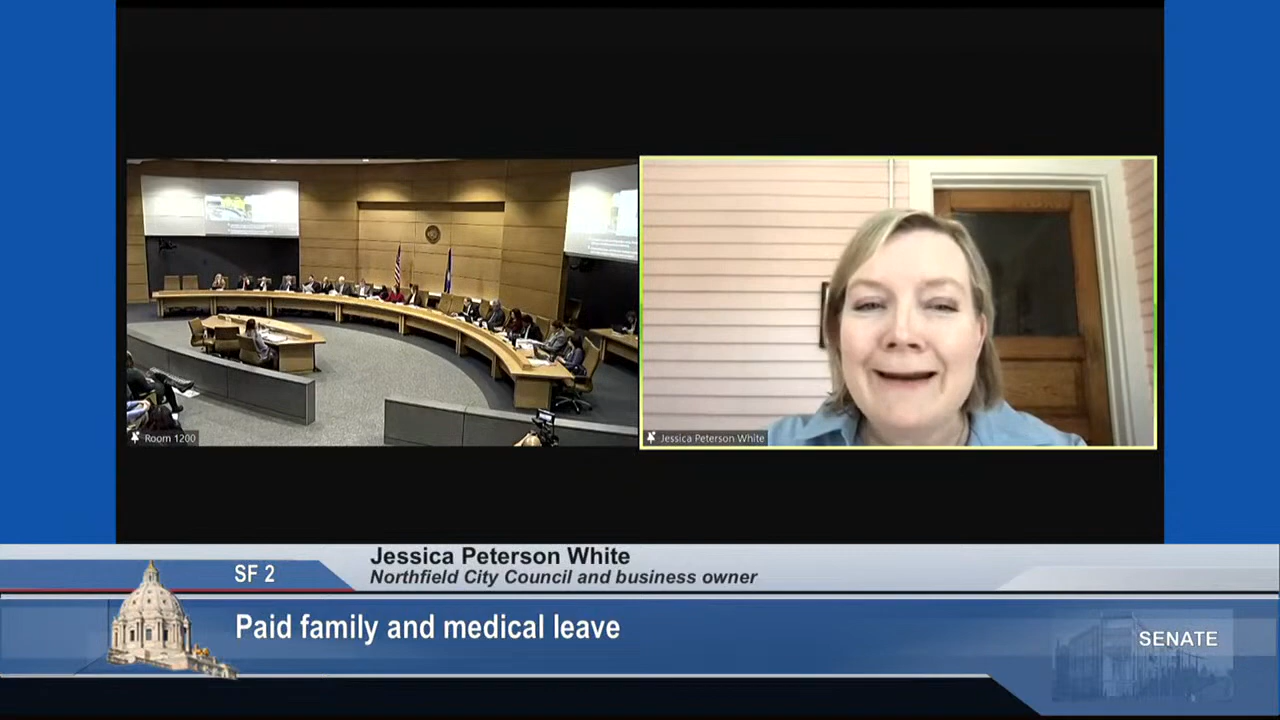 Room 1200
Jessica Peterson White
Jessica Peterson White
SF 2
Northfield City Council and business owner
Paid family and medical leave
SENATE